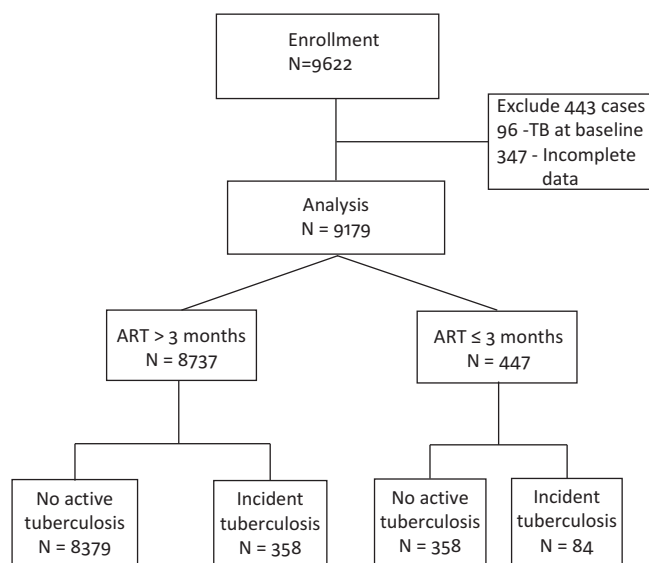 Enrollment
N=9622
Exclude 443 cases
96 -TB at baseline
347 - Incomplete
data
Analysis
N = 9179
ART > 3 months
N = 8737
ART ≤ 3 months
N = 447
No active
tuberculosis
N = 8379
Incident
tuberculosis
N = 358
No active
tuberculosis
N = 358
Incident
tuberculosis
N = 84